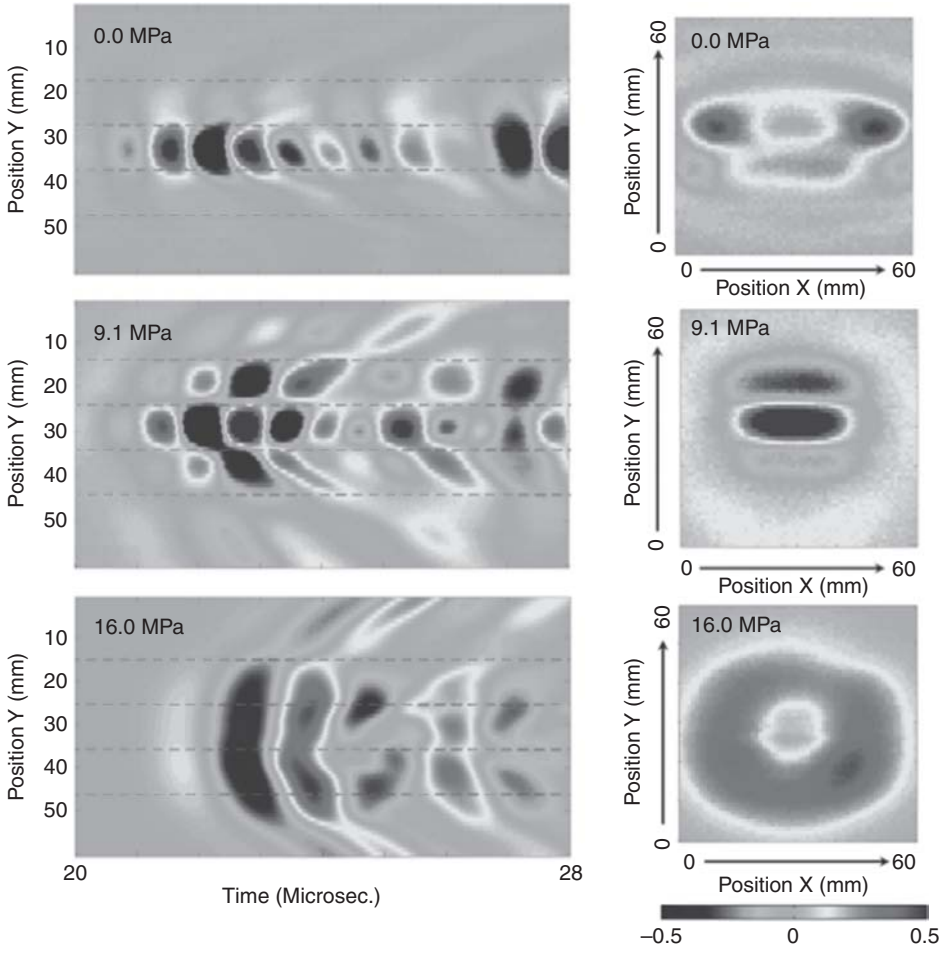 0.0 MPa
Position Y (mm)
10
20
30
40
50
0.0 MPa
Position Y (mm)
0
60
0
60
Position X (mm)
9.1 MPa
Position Y (mm)
10
20
30
40
50
9.1 MPa
Position Y (mm)
0
60
0
60
Position X (mm)
16.0 MPa
Position Y (mm)
10
20
30
40
50
20
28
Time (Microsec.)
16.0 MPa
Position Y (mm)
0
60
0
60
Position X (mm)
–0.5
0
0.5